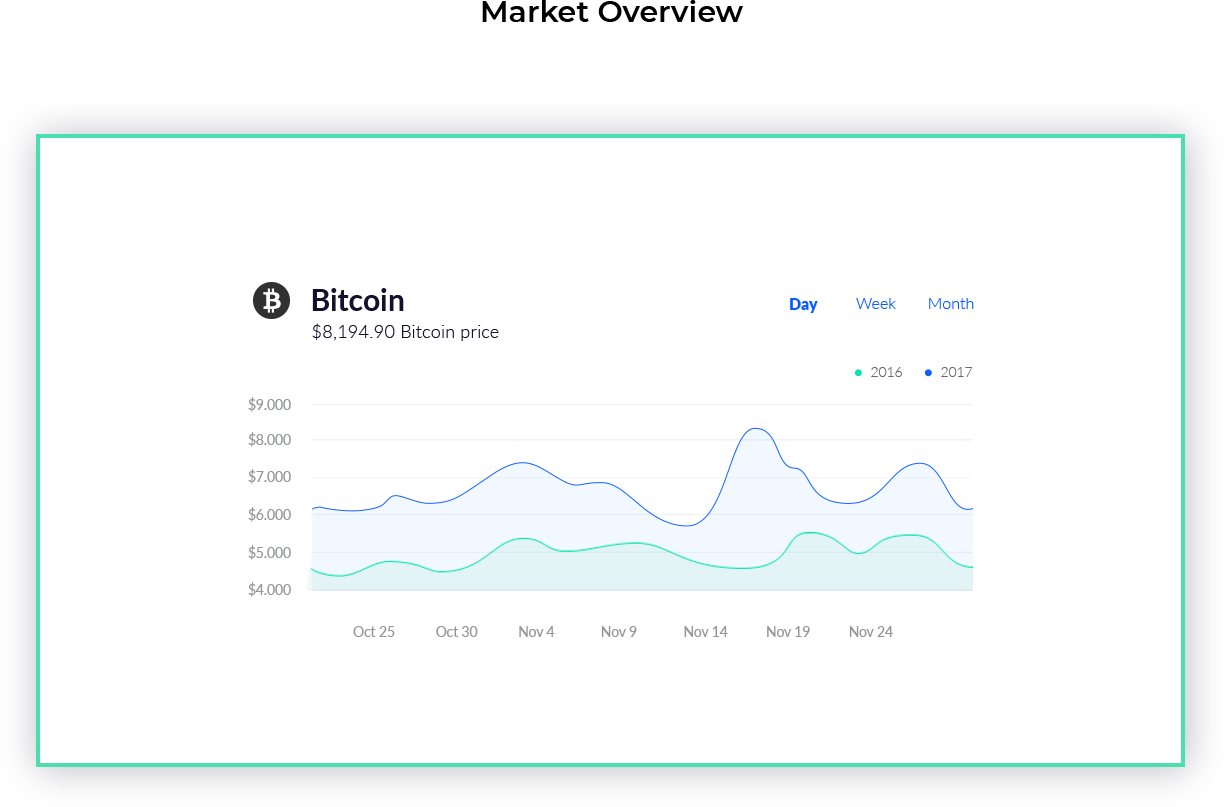 Market Overview
Bitcoin
$8,194.90 Bitcoin price
Day Week Month
2016 2017
$9.000
$8.000
$7.000
$6.000
$5.000
$4.000
Oct 25 Oct 30 Nov 4 Nov 9 Nov 14 Nov 19 Nov 24